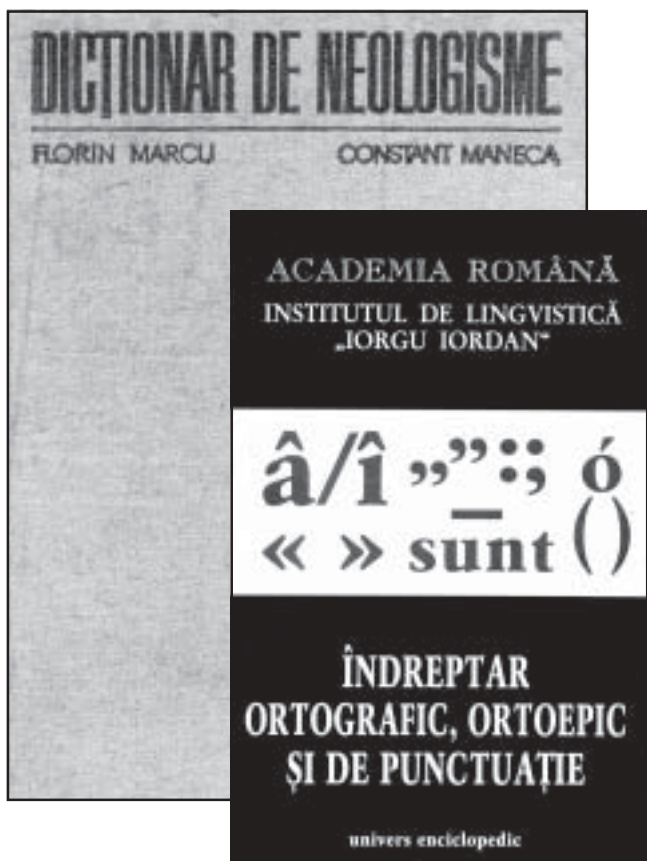 DICȚIONAR DE NEOLOGISME
FLORIN MARCU CONSTANT MANECA
ACADEMIA ROMÂNĂ
INSTITUTUL DE LINGVISTICĂ
„IORGU IORDAN“
â/î „” : ; ó
« » sunt ( )
ÎNDREPTAR
ORTOGRAFIC, ORTOEPIC
ȘI DE PUNCTUAȚIE
univers enciclopedic